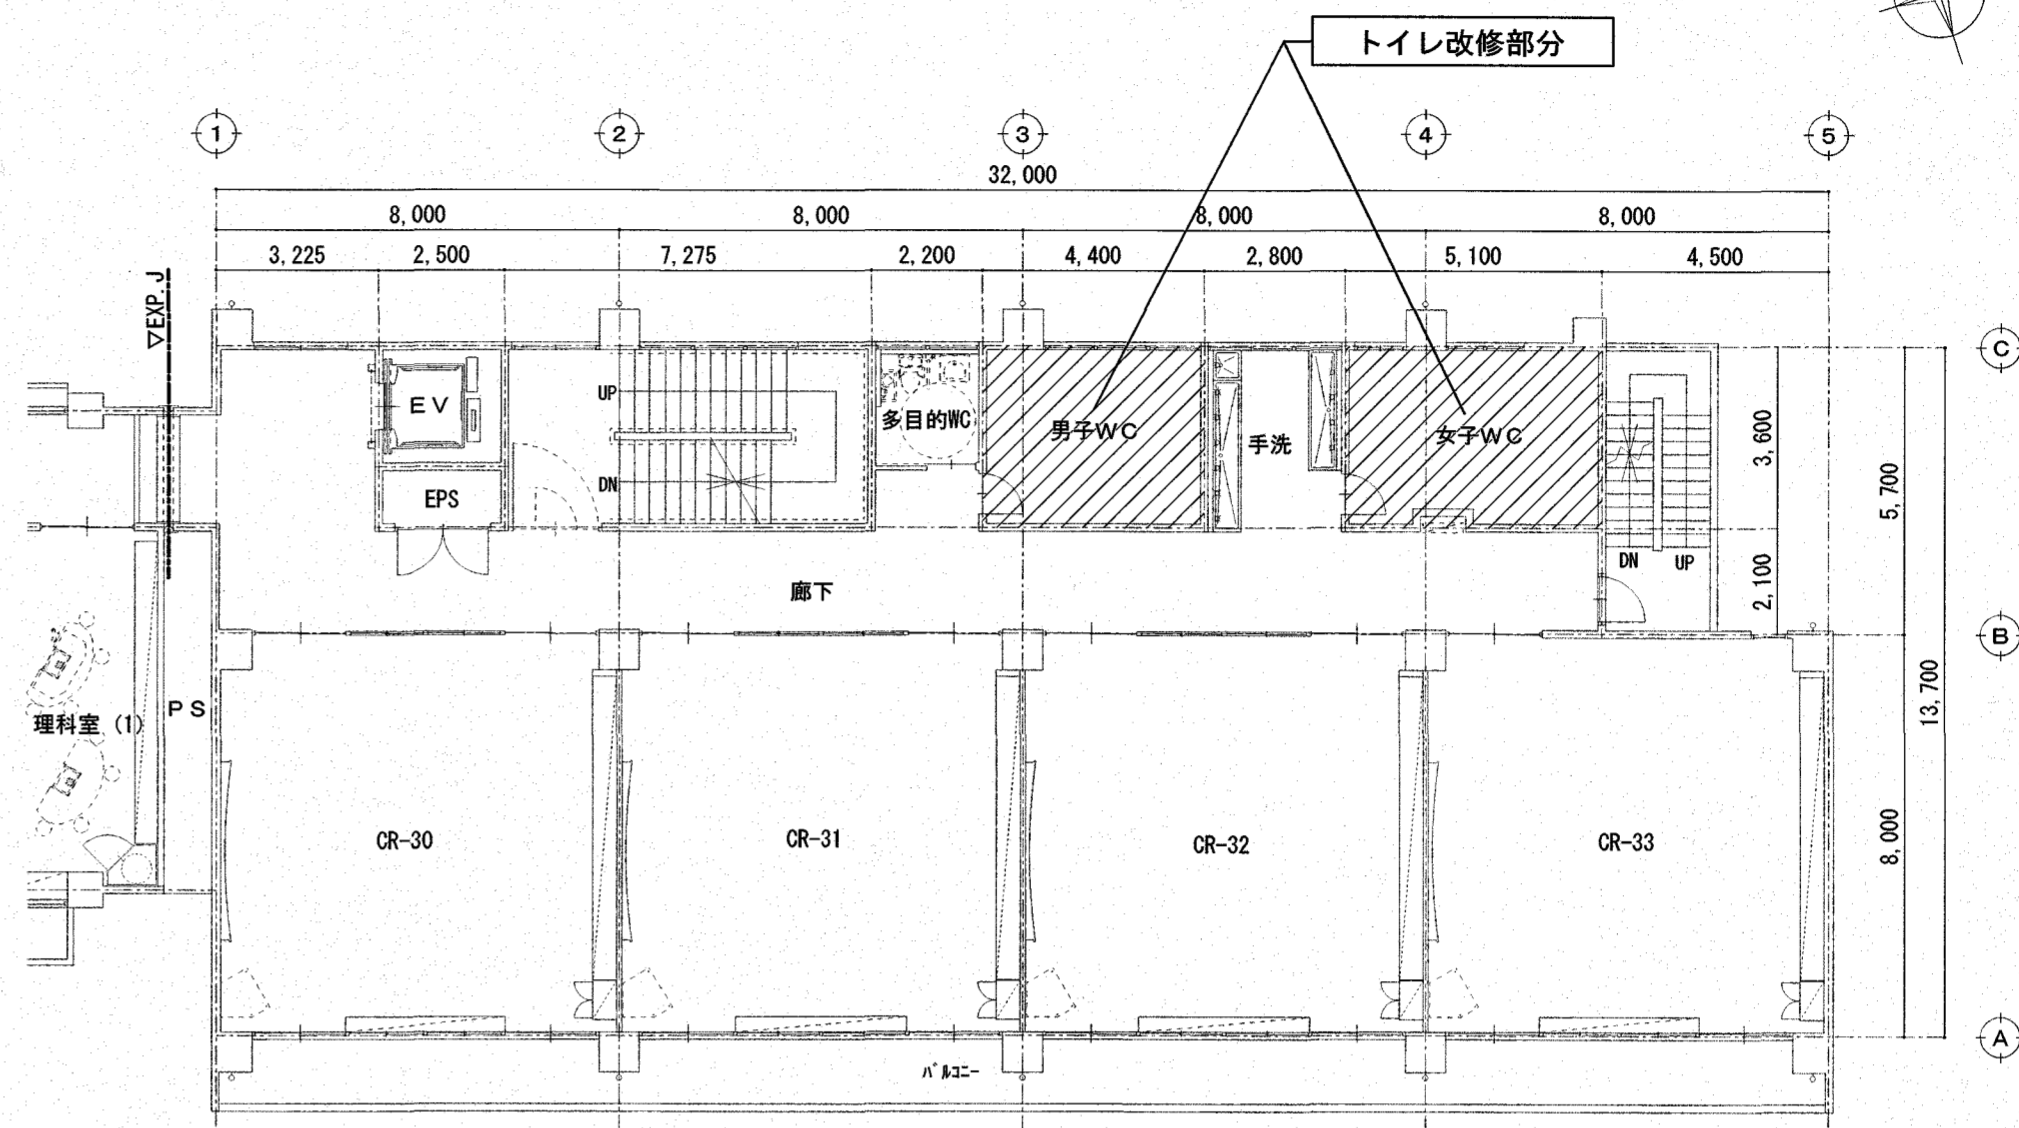 トイレ改修部分
1
2
3
4
5
32,000
8,000 8,000 8,000 8,000
3,225 2,500 7,275 2,200 4,400 2,800 5,100 4,500
▽EXP.J
C
EV
UP
多目的WC
男子WC
手洗
女子WC
3,600
5,700
EPS
DN
DN UP
2,100
廊下
B
13,700
理科室 (1)
PS
CR-30
CR-31
CR-32
CR-33
8,000
A
バルコニー